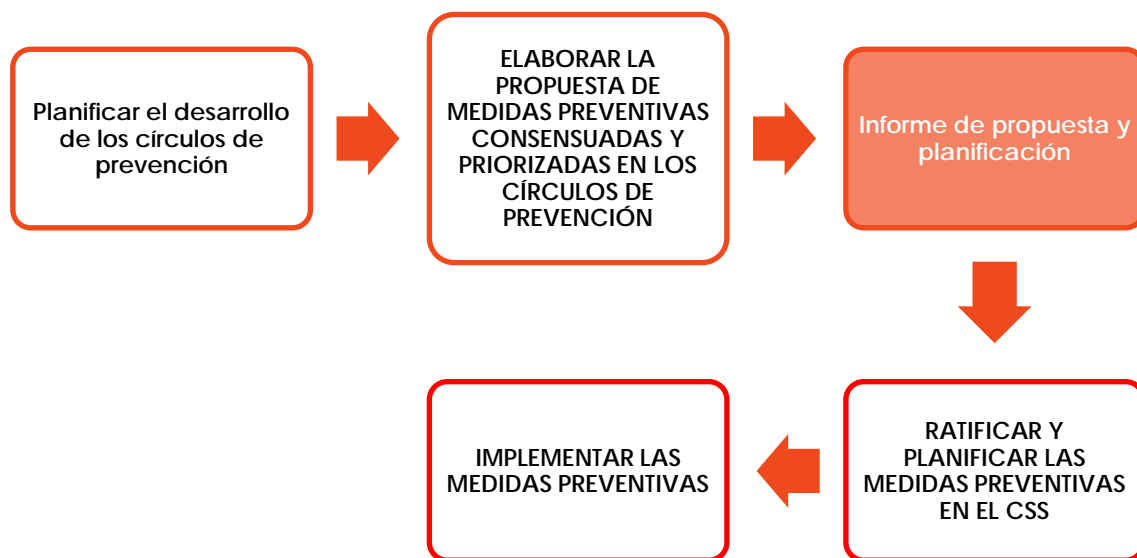 Planificar el desarrollo
de los círculos de
prevención
ELABORAR LA
PROPUESTA DE
MEDIDAS PREVENTIVAS
CONSENSUADAS Y
PRIORIZADAS EN LOS
CÍRCULOS DE
PREVENCIÓN
Informe de propuesta y
planificación
RATIFICAR Y
PLANIFICAR LAS
MEDIDAS PREVENTIVAS
EN EL CSS
IMPLEMENTAR LAS
MEDIDAS PREVENTIVAS